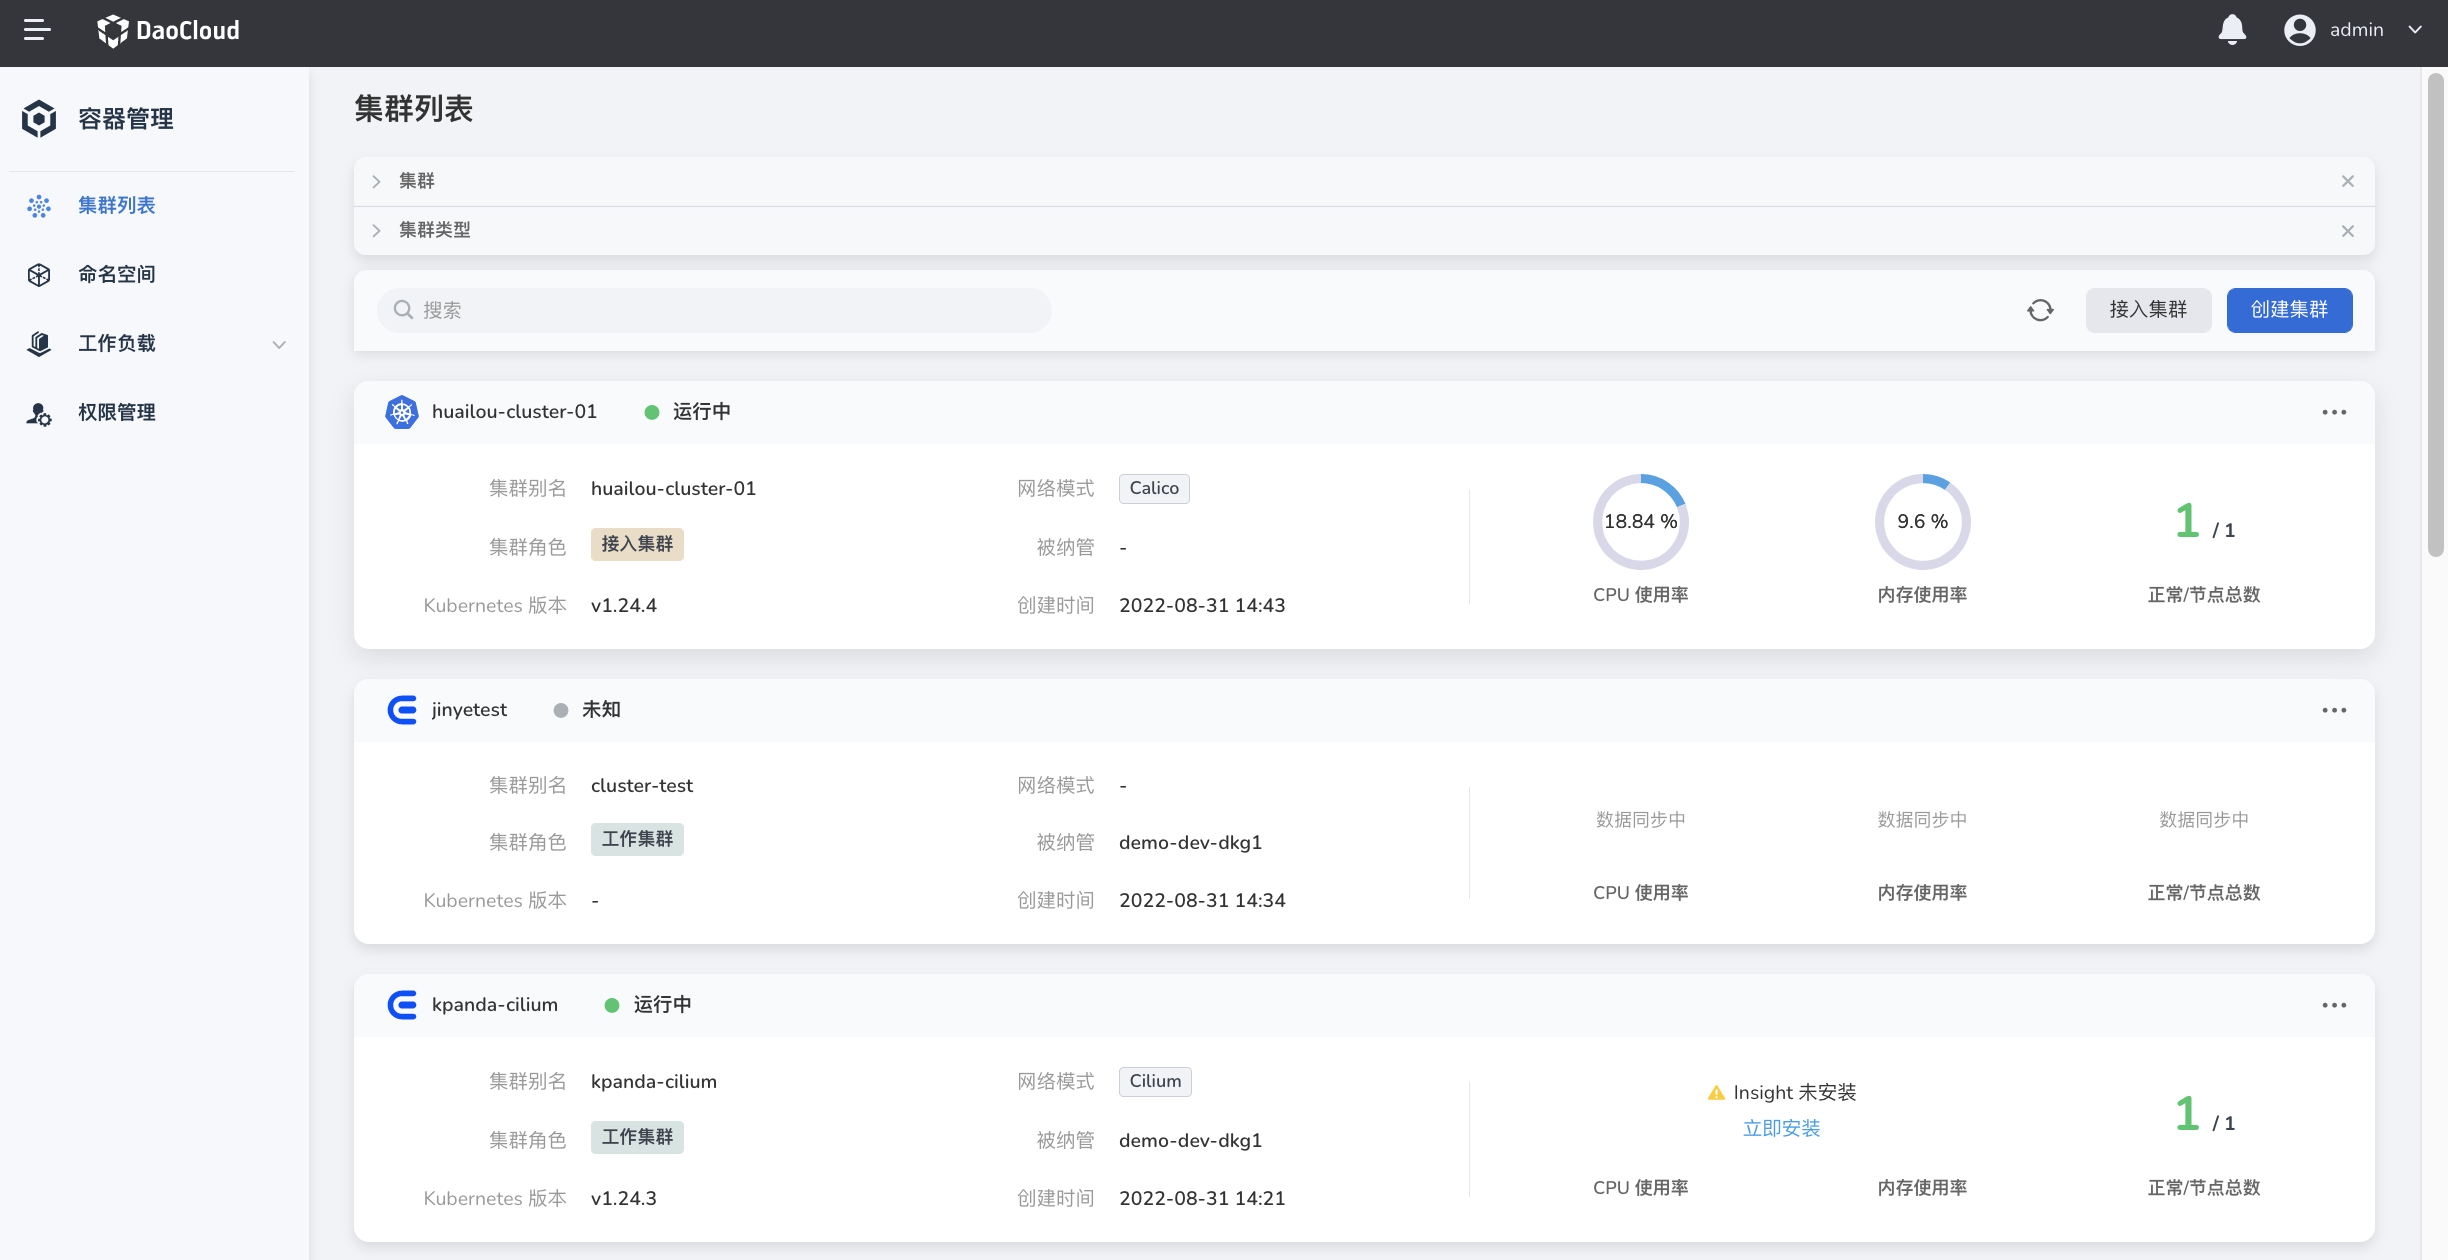 DaoCloud
admin
容器管理
集群列表
命名空间
工作负载
权限管理
集群列表
集群
集群类型
搜索
接入集群
创建集群
huailou-cluster-01 运行中
集群别名 huailou-cluster-01 网络模式 Calico
集群角色 接入集群 被纳管 -
Kubernetes 版本 v1.24.4 创建时间 2022-08-31 14:43
18.84 % 9.6 % 1 / 1
CPU 使用率 内存使用率 正常/节点总数
jinyetest 未知
集群别名 cluster-test 网络模式 -
集群角色 工作集群 被纳管 demo-dev-dkg1
Kubernetes 版本 - 创建时间 2022-08-31 14:34
数据同步中 数据同步中 数据同步中
CPU 使用率 内存使用率 正常/节点总数
kpanda-cilium 运行中
集群别名 kpanda-cilium 网络模式 Cilium
集群角色 工作集群 被纳管 demo-dev-dkg1
Kubernetes 版本 v1.24.3 创建时间 2022-08-31 14:21
Insight 未安装
立即安装
1 / 1
CPU 使用率 内存使用率 正常/节点总数